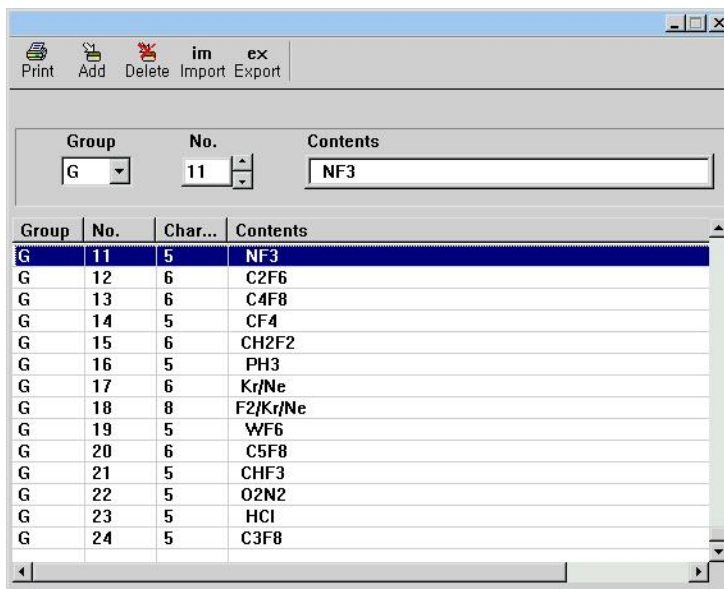 im ex
Print Add Delete Import Export
Group No. Contents
G 11 NF3
Group No. Char... Contents
G 11 5 NF3
G 12 6 C2F6
G 13 6 C4F8
G 14 5 CF4
G 15 6 CH2F2
G 16 5 PH3
G 17 6 Kr/Ne
G 18 8 F2/Kr/Ne
G 19 5 WF6
G 20 6 C5F8
G 21 5 CHF3
G 22 5 O2N2
G 23 5 HCl
G 24 5 C3F8